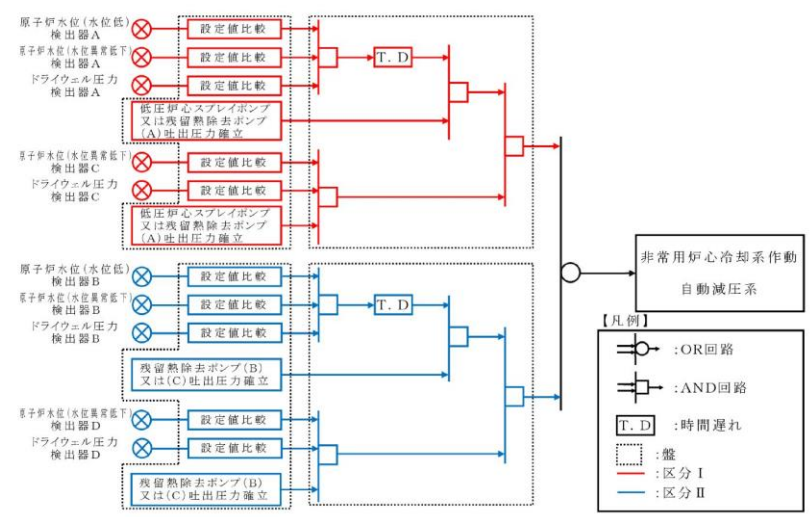 原子炉水位(水位低)
検出器A
設定値比較
原子炉水位(水位異常低下)
検出器A
設定値比較
T. D
ドライウェル圧力
検出器A
設定値比較
低圧炉心スプレイポンプ
又は残留熱除去ポンプ
(A)吐出圧力確立
原子炉水位(水位異常低下)
検出器C
設定値比較
ドライウェル圧力
検出器C
設定値比較
低圧炉心スプレイポンプ
又は残留熱除去ポンプ
(A)吐出圧力確立
原子炉水位(水位低)
検出器B
設定値比較
原子炉水位(水位異常低下)
検出器B
設定値比較
T. D
ドライウェル圧力
検出器B
設定値比較
残留熱除去ポンプ(B)
又は(C)吐出圧力確立
原子炉水位(水位異常低下)
検出器D
設定値比較
ドライウェル圧力
検出器D
設定値比較
残留熱除去ポンプ(B)
又は(C)吐出圧力確立
非常用炉心冷却系作動
自動減圧系
【凡例】
:OR回路
:AND回路
T. D :時間遅れ
:盤
:区分Ⅰ
:区分Ⅱ